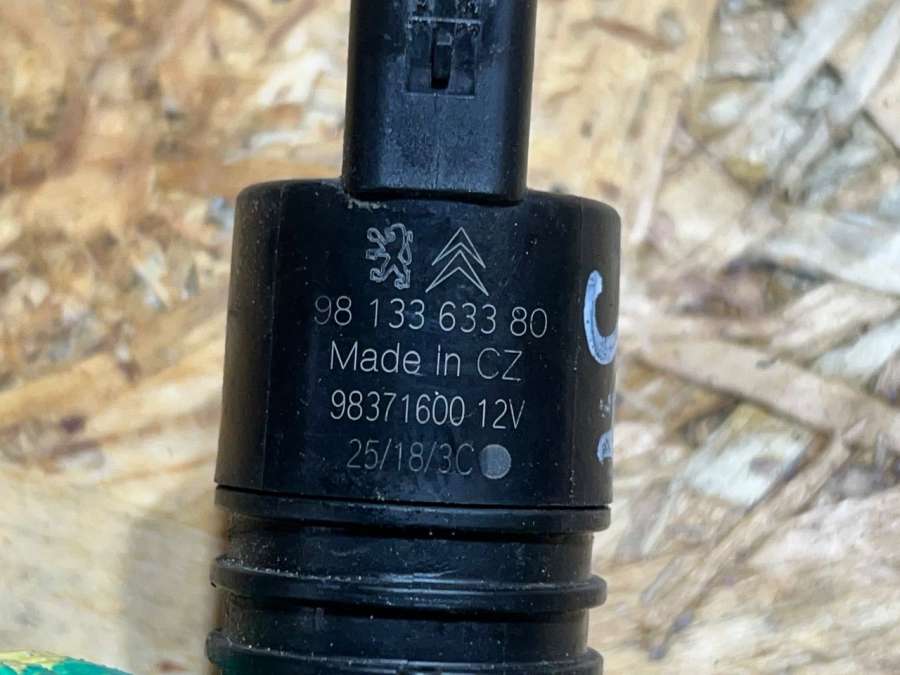 98 133 633 80
Made in CZ
98371600 12V
25/18/3C